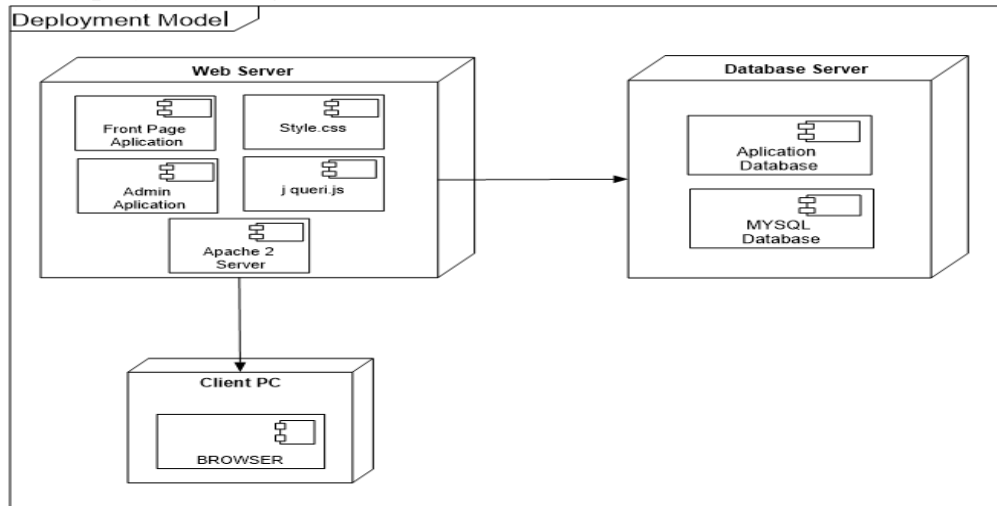 Deployment Model
Web Server
Front Page
Aplication
Style.css
Admin
Aplication
j queri.js
Apache 2
Server
Database Server
Aplication
Database
MYSQL
Database
Client PC
BROWSER